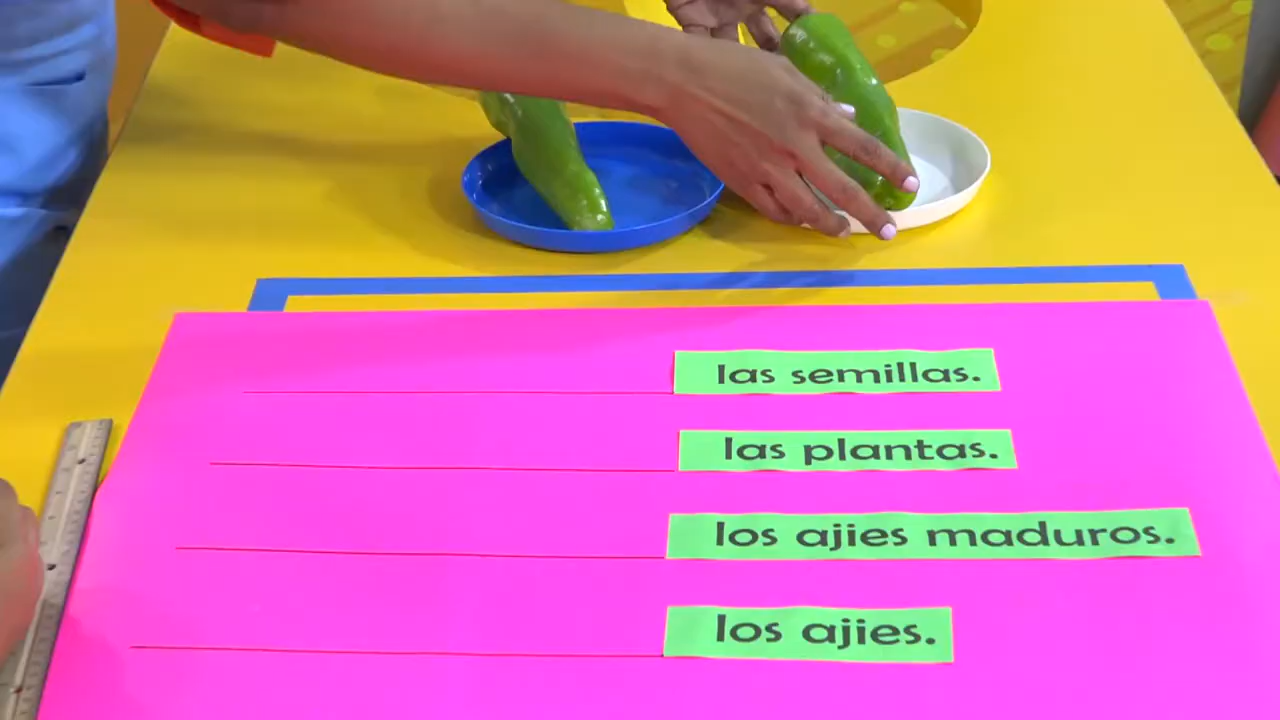 las semillas.
las plantas.
los ajies maduros.
los ajies.